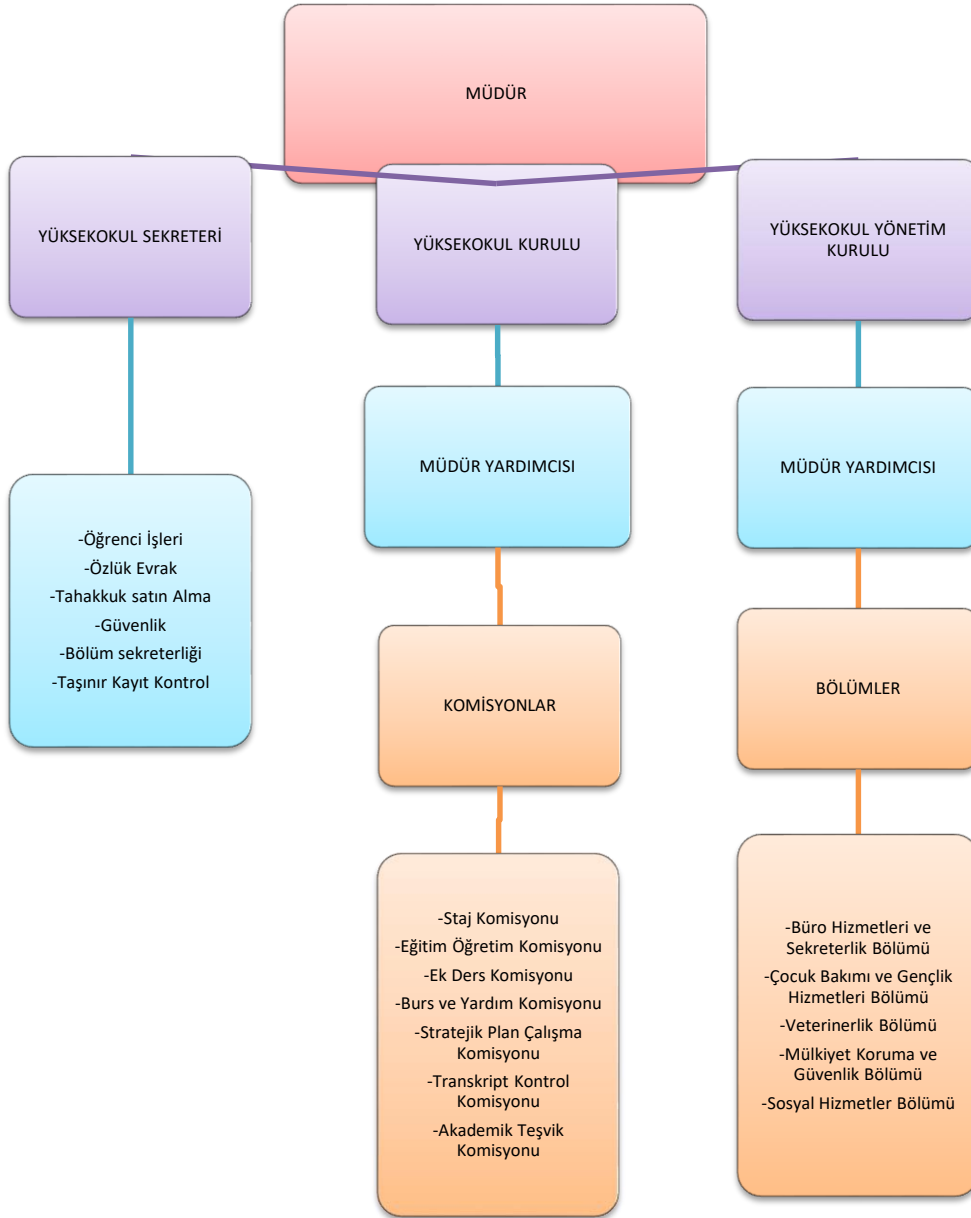 MÜDÜR
YÜKSEKOKUL SEKRETERİ
YÜKSEKOKUL KURULU
YÜKSEKOKUL YÖNETİM
KURULU
MÜDÜR YARDIMCISI
MÜDÜR YARDIMCISI
-Öğrenci İşleri
-Özlük Evrak
-Tahakkuk satın Alma
-Güvenlik
-Bölüm sekreterliği
-Taşınır Kayıt Kontrol
KOMİSYONLAR
BÖLÜMLER
-Staj Komisyonu
-Eğitim Öğretim Komisyonu
-Ek Ders Komisyonu
-Burs ve Yardım Komisyonu
-Stratejik Plan Çalışma
Komisyonu
-Transkript Kontrol
Komisyonu
-Akademik Teşvik
Komisyonu
-Büro Hizmetleri ve
Sekreterlik Bölümü
-Çocuk Bakımı ve Gençlik
Hizmetleri Bölümü
-Veterinerlik Bölümü
-Mülkiyet Koruma ve
Güvenlik Bölümü
-Sosyal Hizmetler Bölümü